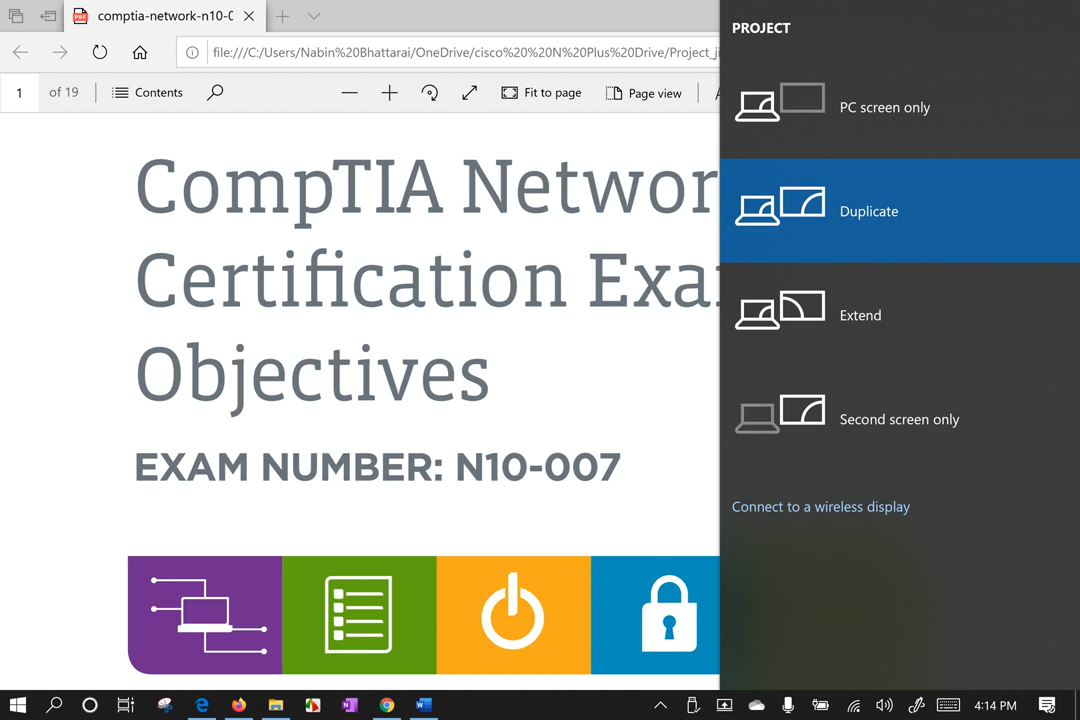 comptia-network-n10-0
file:///C:/Users/Nabin%20Bhattarai/OneDrive/cisco%20%20N%20Plus%20Drive/Project_ji
1 of 19 Contents Fit to page Page view A
CompTIA Networ
Certification Exa
Objectives
EXAM NUMBER: N10-007
PROJECT
PC screen only
Duplicate
Extend
Second screen only
Connect to a wireless display
4:14 PM